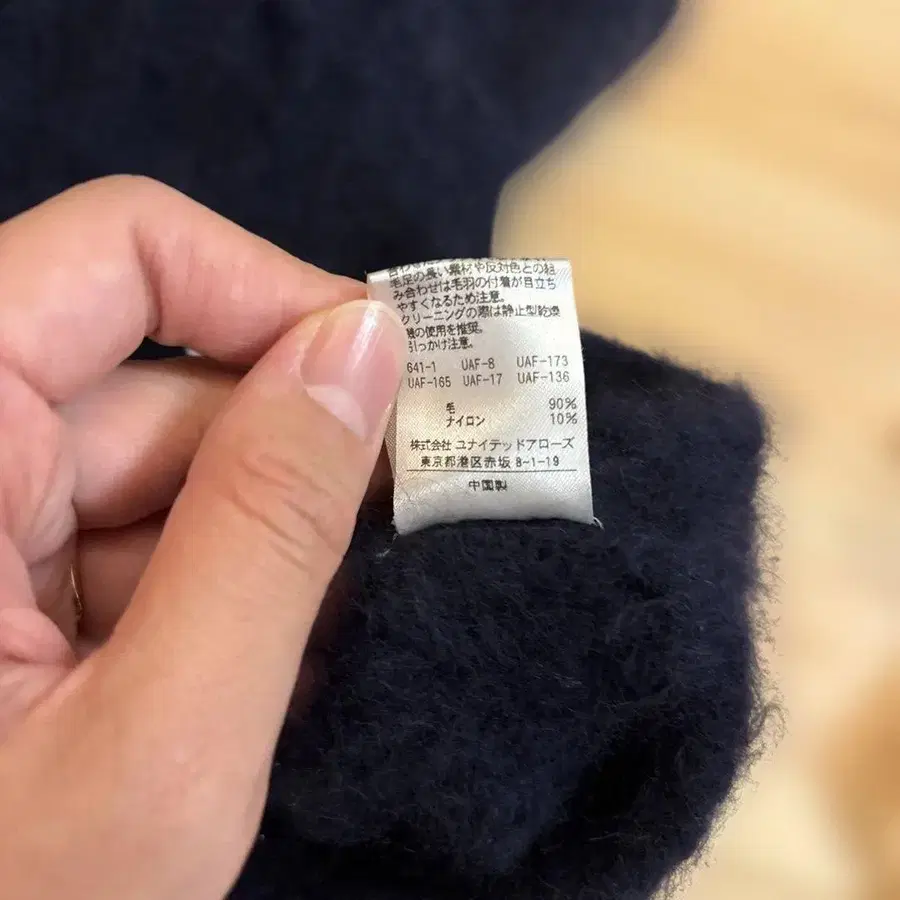 毛足の長い素材や反対色との組
み合わせは毛羽の付着が目立ち
やすくなるため注意。
クリーニングの際は静止型乾燥
の使用を推奨。
引っかけ注意。
641-1 UAF-8 UAF-173
UAF-165 UAF-17 UAF-136
毛 90%
ナイロン 10%
株式会社 ユナイテッドアローズ
東京都港区赤坂 8-1-19
中国製